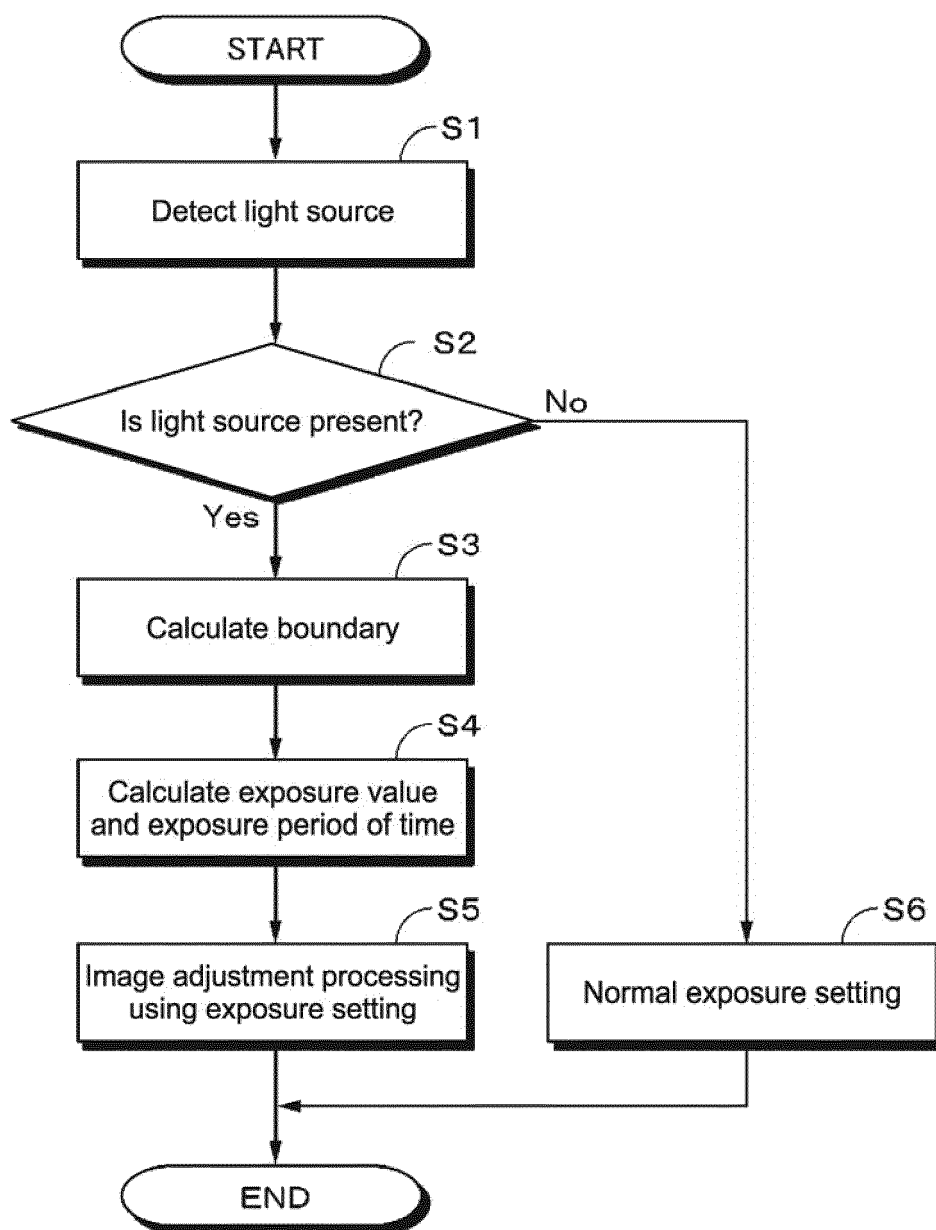 START
S1
Detect light source
S2
Is light source present?
No
Yes
S3
Calculate boundary
S4
Calculate exposure value
and exposure period of time
S5
Image adjustment processing
using exposure setting
S6
Normal exposure setting
END